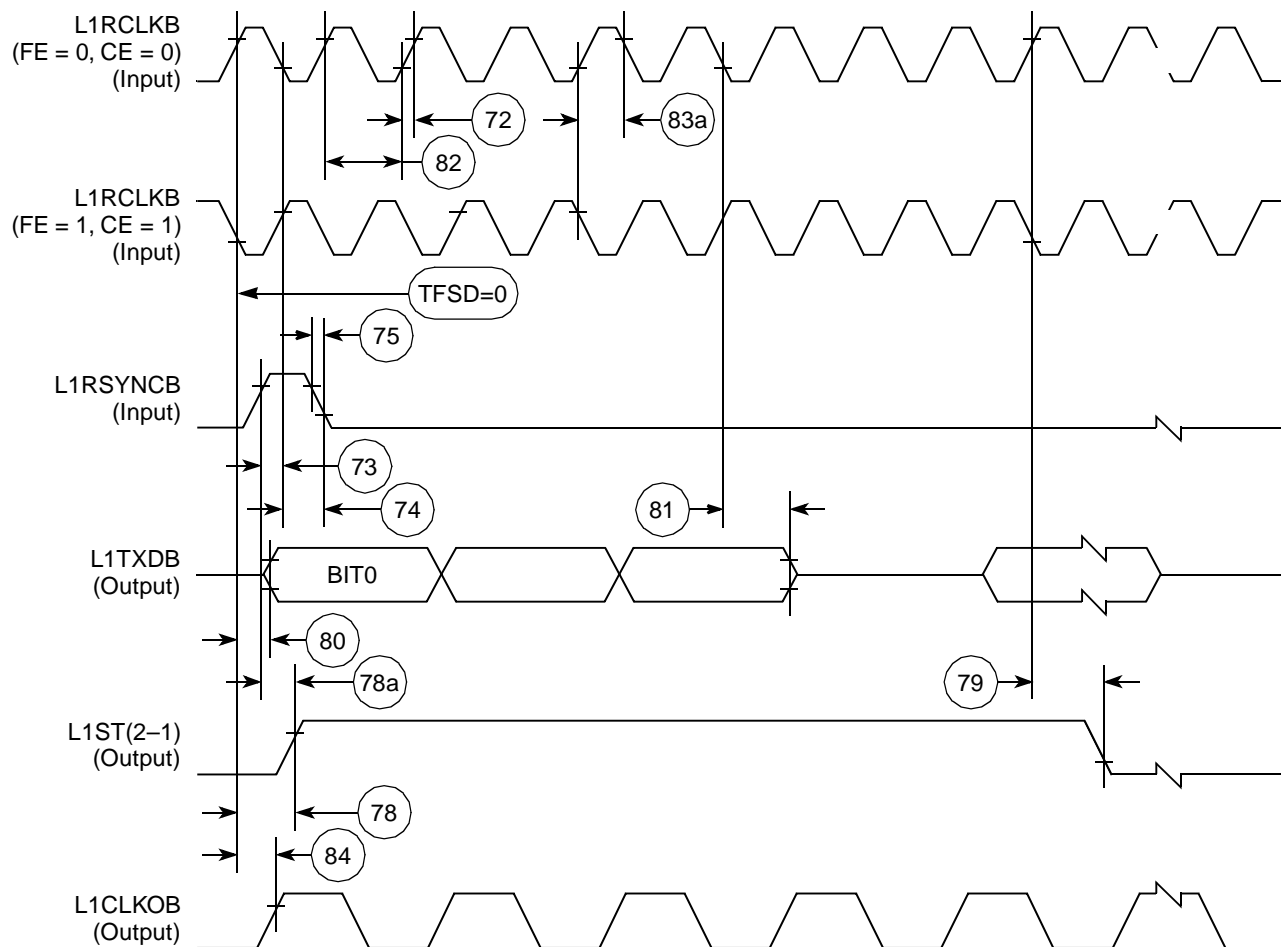 L1RCLKB
(FE = 0, CE = 0)
(Input)
72
83a
82
L1RCLKB
(FE = 1, CE = 1)
(Input)
TFSD=0
75
L1RSYNCB
(Input)
73
74
81
L1TXDB
(Output)
BIT0
80
78a
79
L1ST(2–1)
(Output)
78
84
L1CLKOB
(Output)